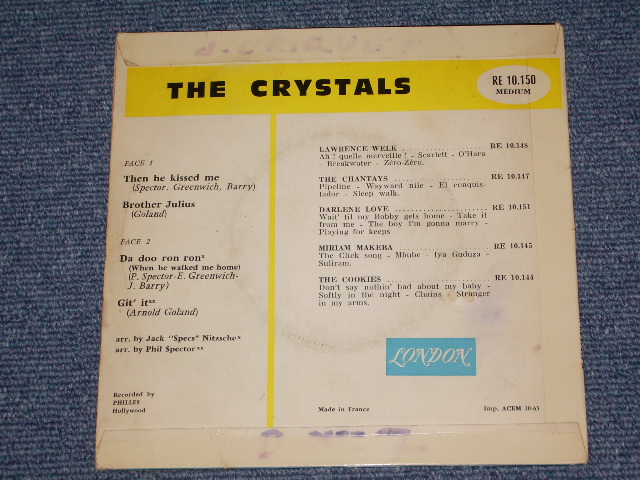 THE CRYSTALS
RE 10.150
MEDIUM
FACE 1
Then he kissed me
(Spector, Greenwich, Barry)
Brother Julius
(Goland)
FACE 2
Da doo ron ron*
(When he walked me home)
(P. Spector-E. Greenwich-
J. Barry)
Git' it**
(Arnold Goland)
arr. by Jack "Specs" Nitzsche*
arr. by Phil Spector**
Recorded by
PHILLES
Hollywood
LAWRENCE WELK .................... RE 10.148
Ah ! quelle merveille ! - Scarlett - O'Hara
- Breakwater - Zéro-Zéro.
THE CHANTAYS .................... RE 10.147
Pipeline - Wayward nile - El conquis-
tador - Sleep walk.
DARLENE LOVE .................... RE 10.151
Wait' til my Bobby gets home - Take it
from me - The boy I'm gonna marry -
Playing for keeps
MIRIAM MAKEBA .................... RE 10.145
The Click song - Mbube - Iya Guduza -
Suliram.
THE COOKIES .................... RE 10.144
Don't say nothin' bad about my baby -
Softly in the night - Chains - Stranger
in my arms.
LONDON
Made in France
Imp. ACEM 10-63